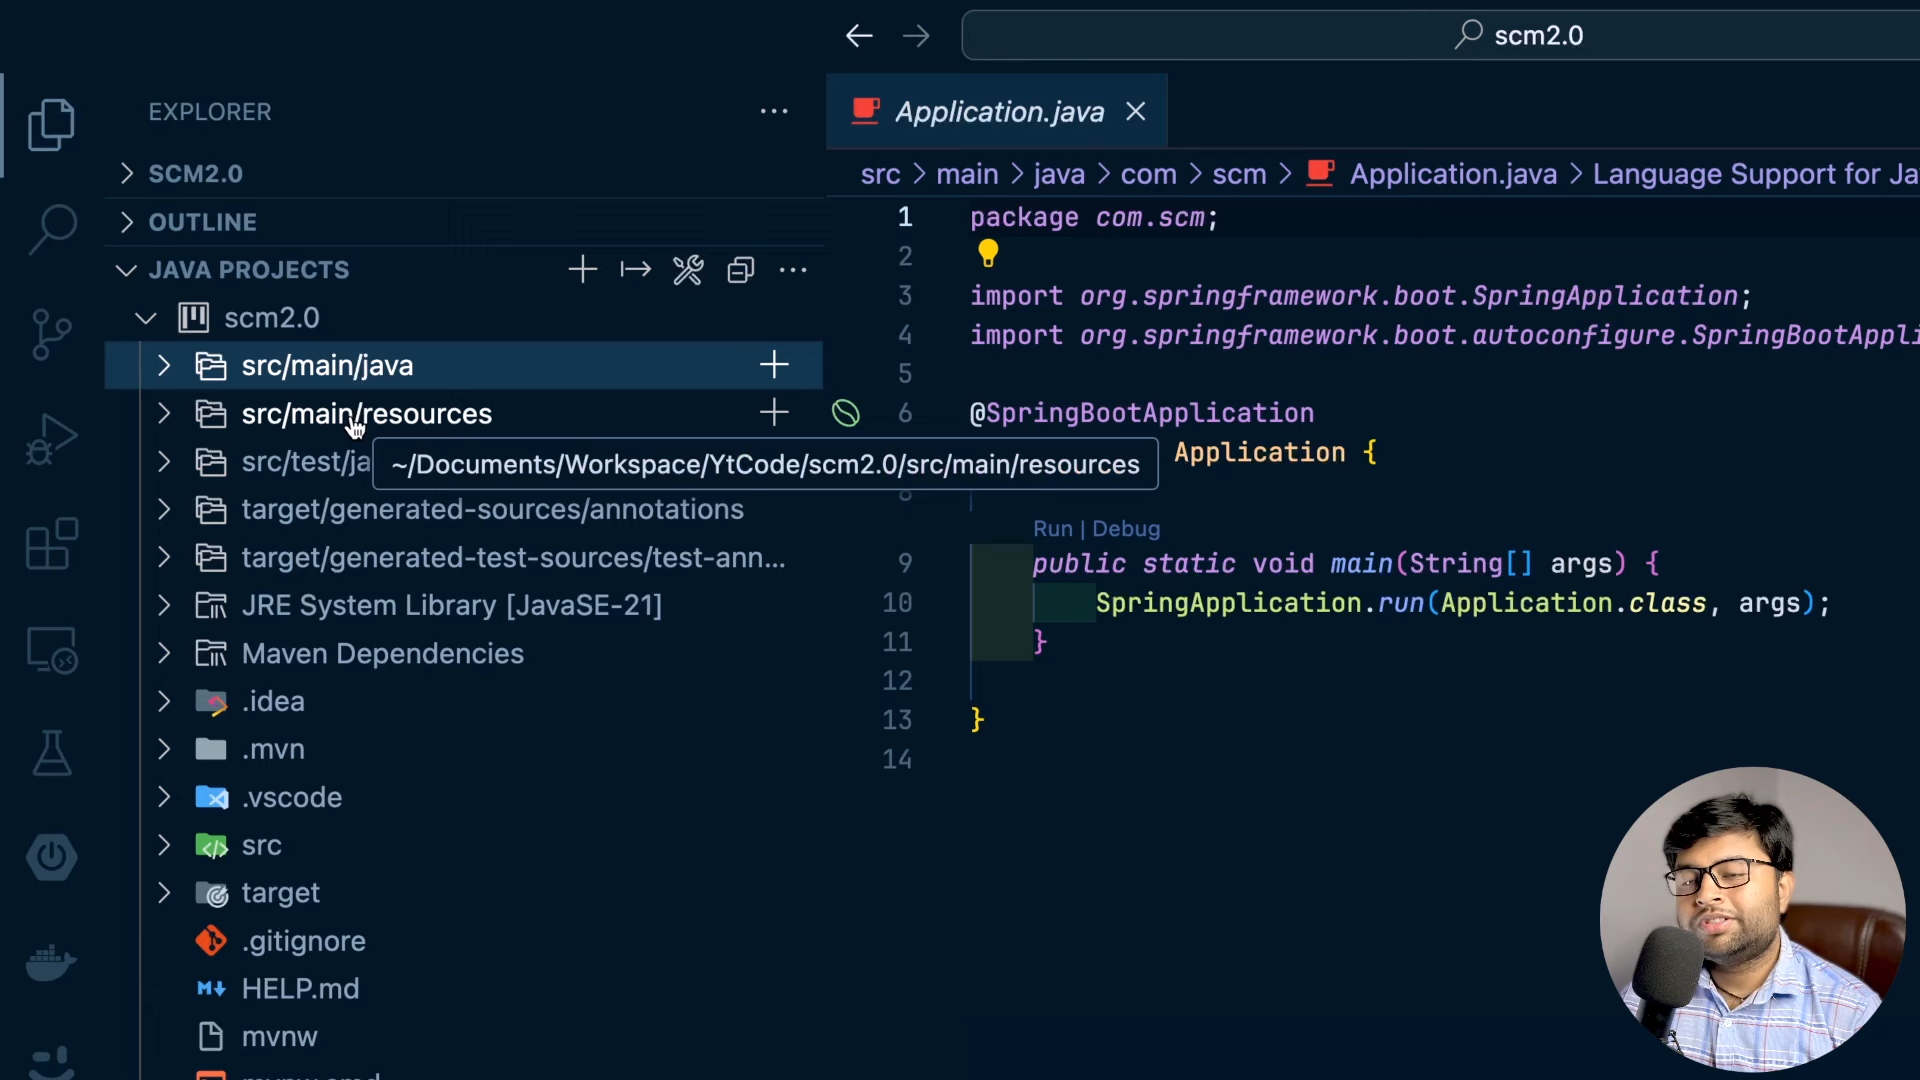 scm2.0
EXPLORER
SCM2.0
OUTLINE
JAVA PROJECTS
scm2.0
src/main/java
src/main/resources
src/test/ja
~/Documents/Workspace/YtCode/scm2.0/src/main/resources
target/generated-sources/annotations
target/generated-test-sources/test-ann...
JRE System Library [JavaSE-21]
Maven Dependencies
.idea
.mvn
.vscode
src
target
.gitignore
HELP.md
mvnw
Application.java
src > main > java > com > scm > Application.java > Language Support for Ja
1 package com.scm;
2
3 import org.springframework.boot.SpringApplication;
4 import org.springframework.boot.autoconfigure.SpringBootAppli
5
6 @SpringBootApplication
Application {
8
Run | Debug
9 public static void main(String[] args) {
10 SpringApplication.run(Application.class, args);
11 }
12
13 }
14